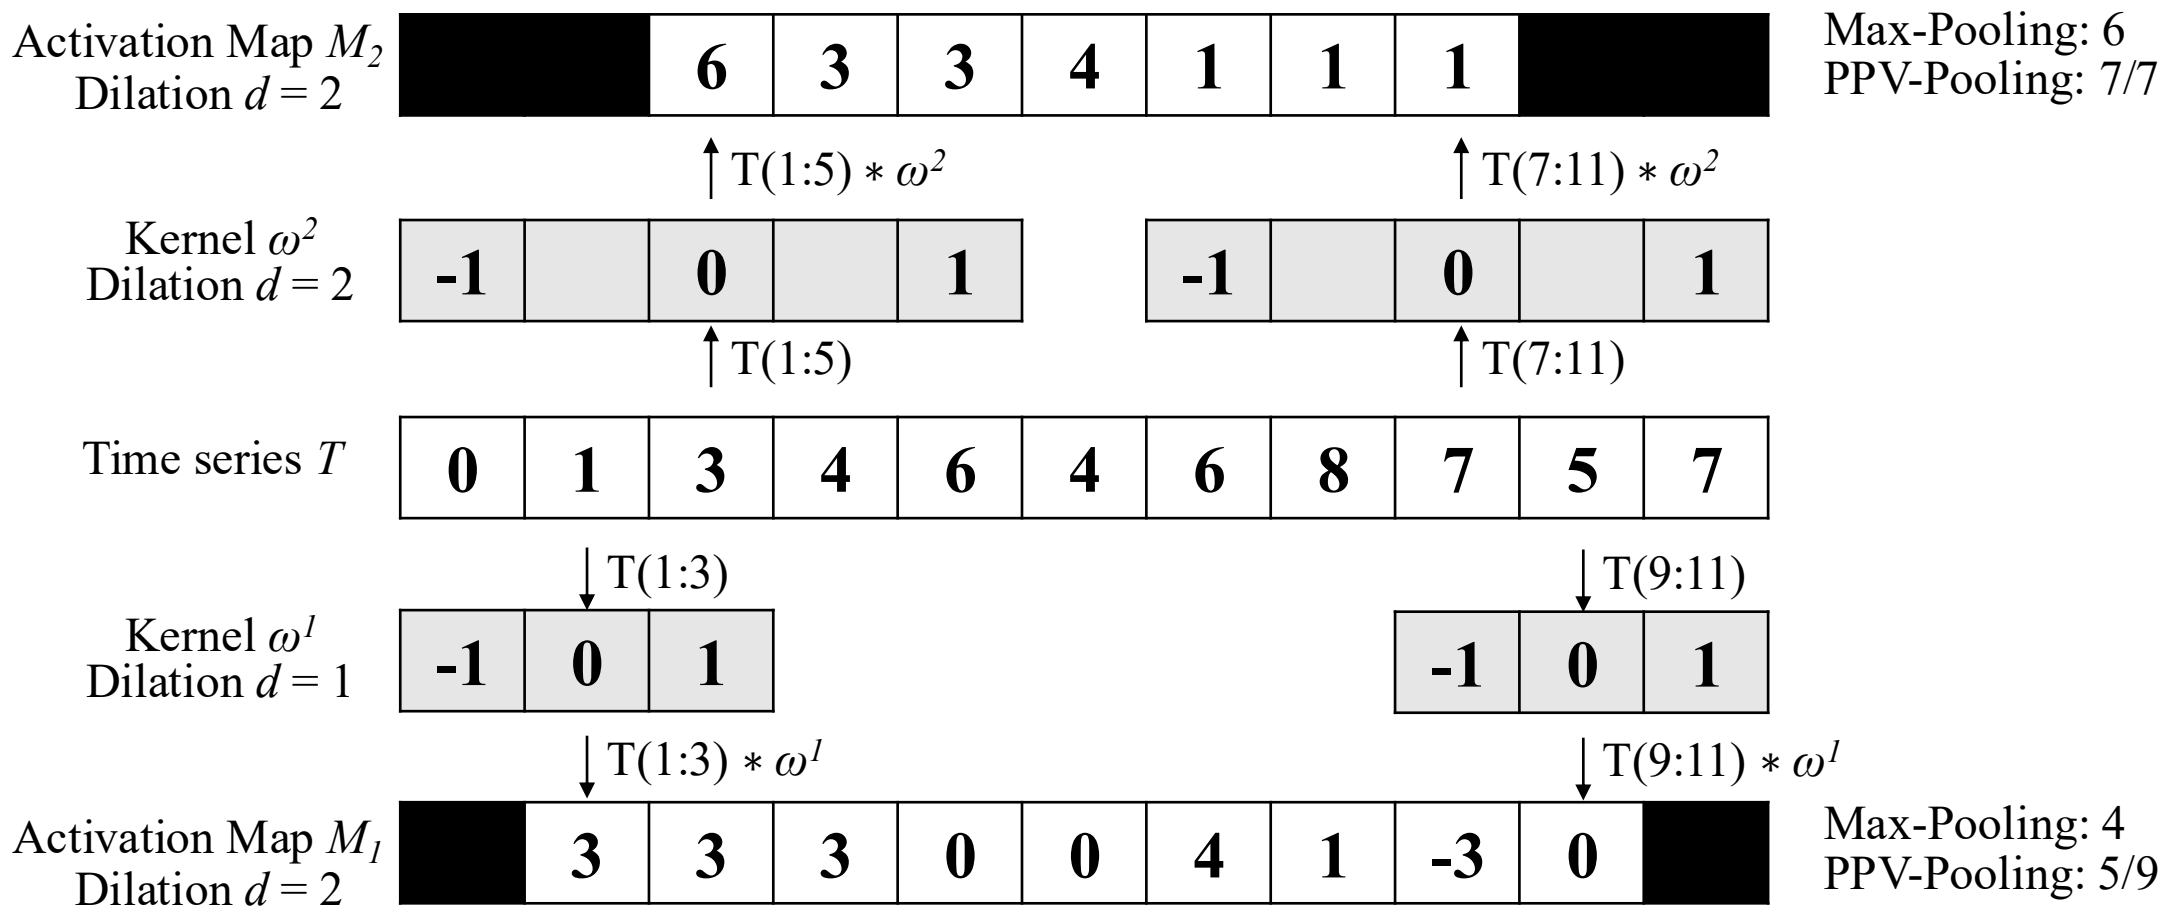 Activation Map M₂
Dilation d = 2
6 3 3 4 1 1 1
Max-Pooling: 6
PPV-Pooling: 7/7
T(1:5) * ω²
T(7:11) * ω²
Kernel ω²
Dilation d = 2
-1 0 1
-1 0 1
T(1:5)
T(7:11)
Time series T
0 1 3 4 6 4 6 8 7 5 7
T(1:3)
T(9:11)
Kernel ω¹
Dilation d = 1
-1 0 1
-1 0 1
T(1:3) * ω¹
T(9:11) * ω¹
Activation Map M₁
Dilation d = 2
3 3 3 0 0 4 1 -3 0
Max-Pooling: 4
PPV-Pooling: 5/9